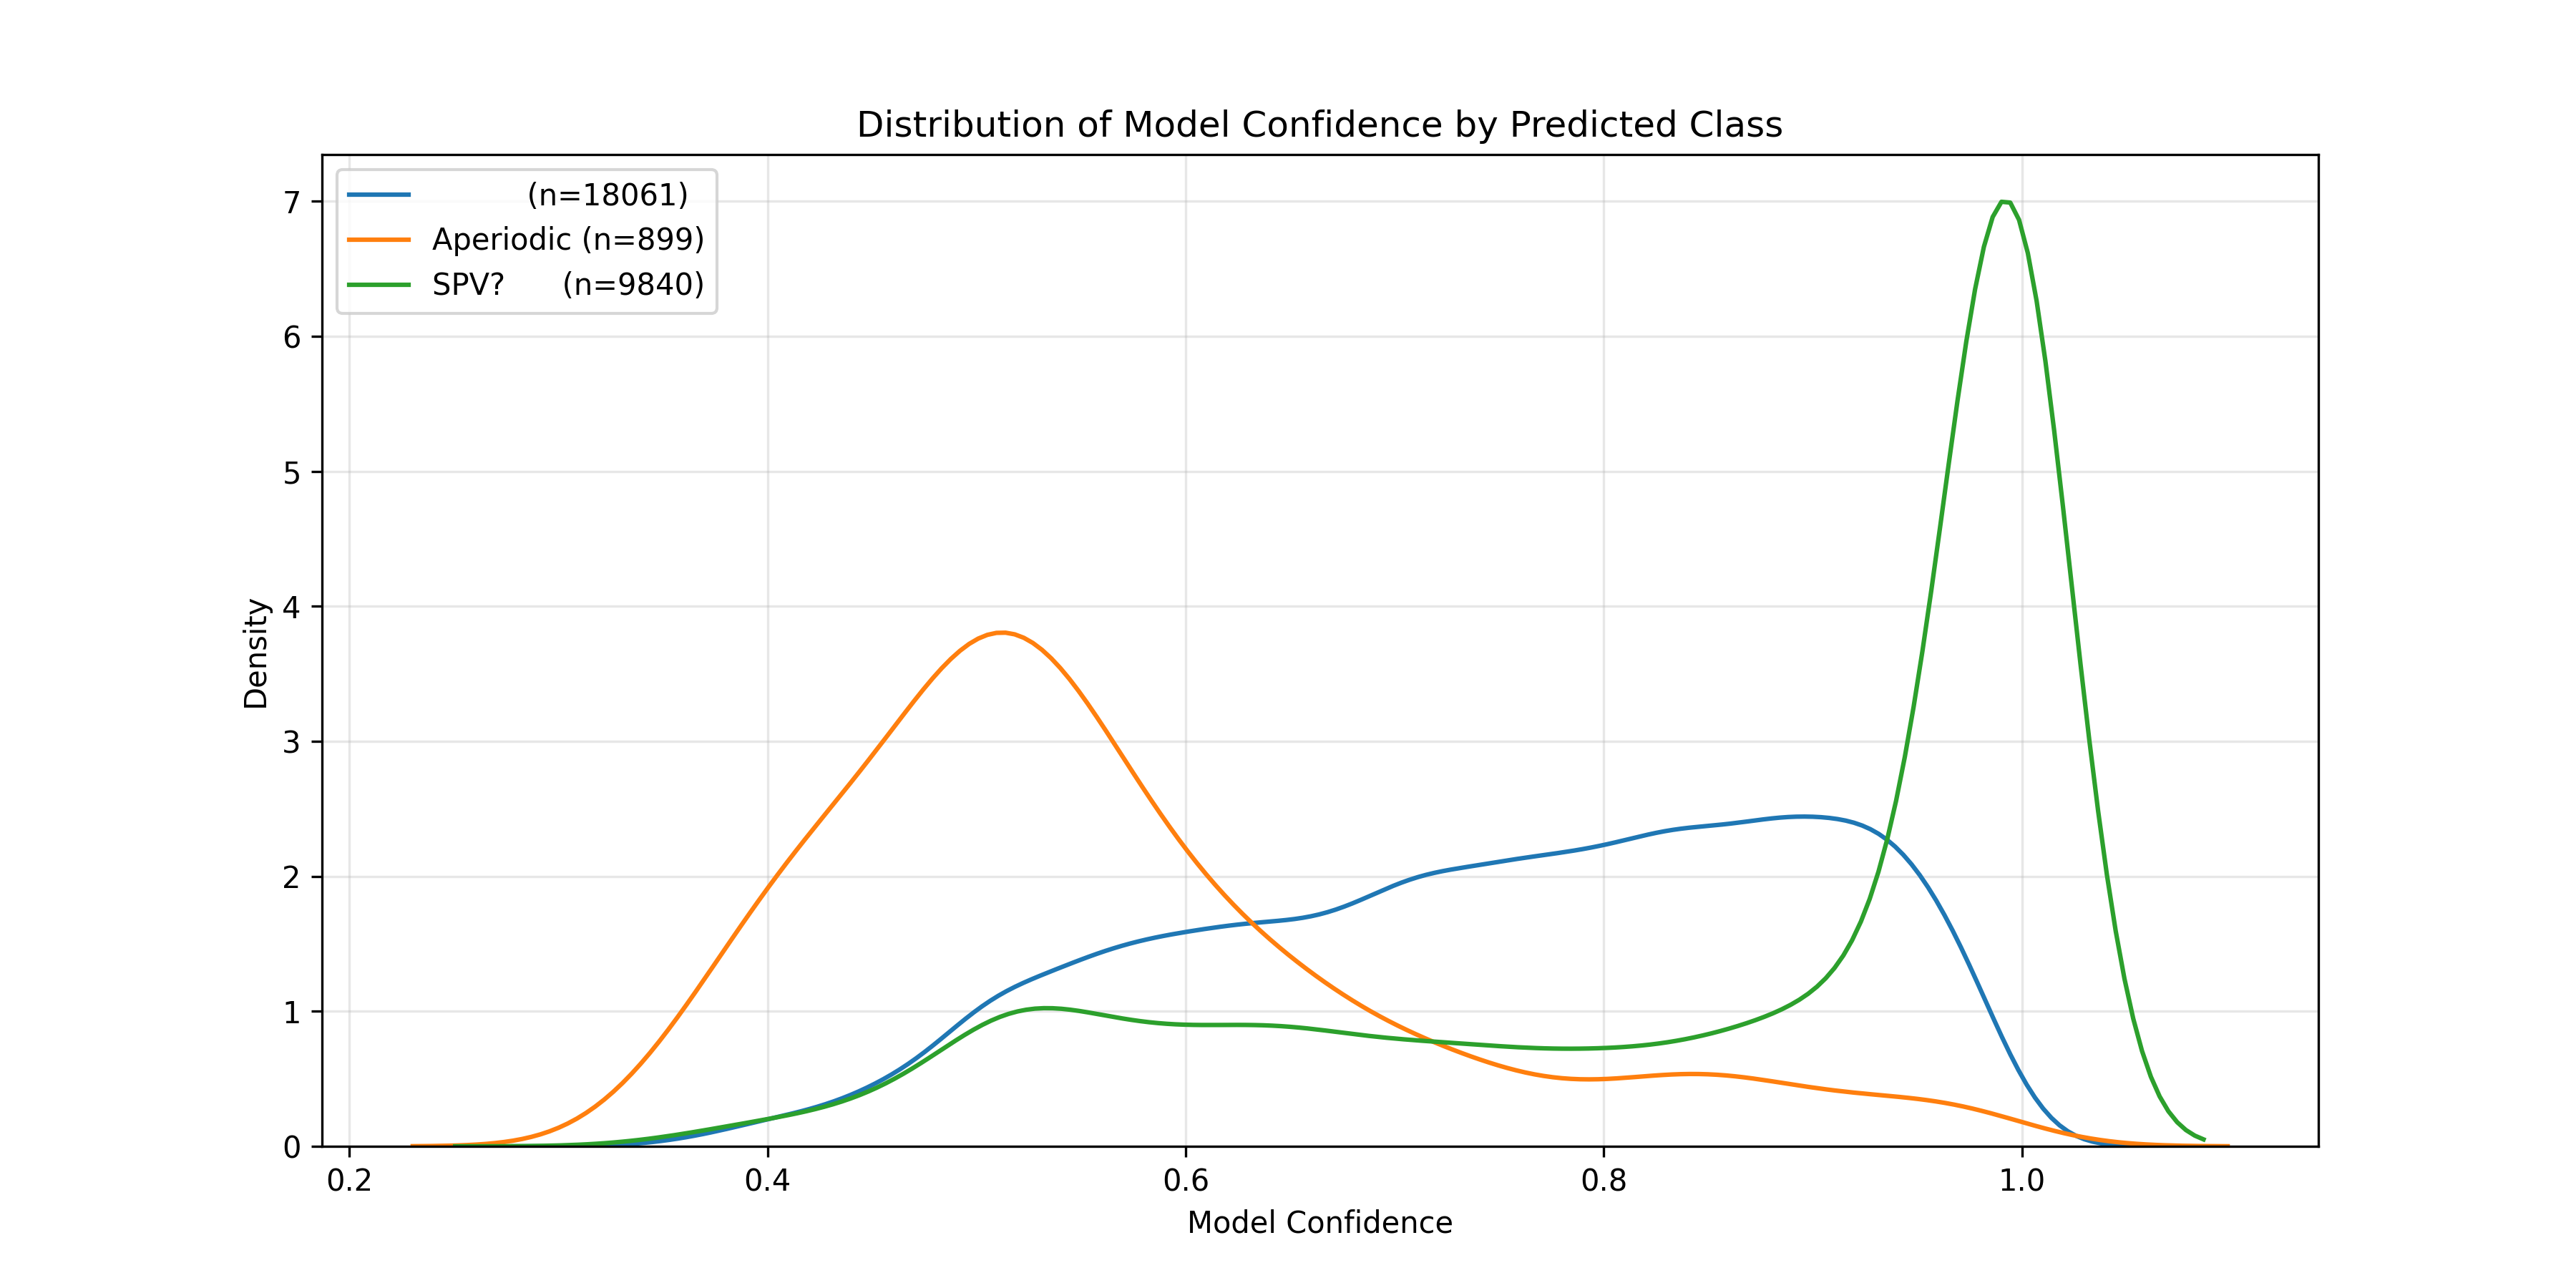 Distribution of Model Confidence by Predicted Class
(n=18061)
Aperiodic (n=899)
SPV? (n=9840)
Density
7
6
5
4
3
2
1
0
0.2 0.4 0.6 0.8 1.0
Model Confidence